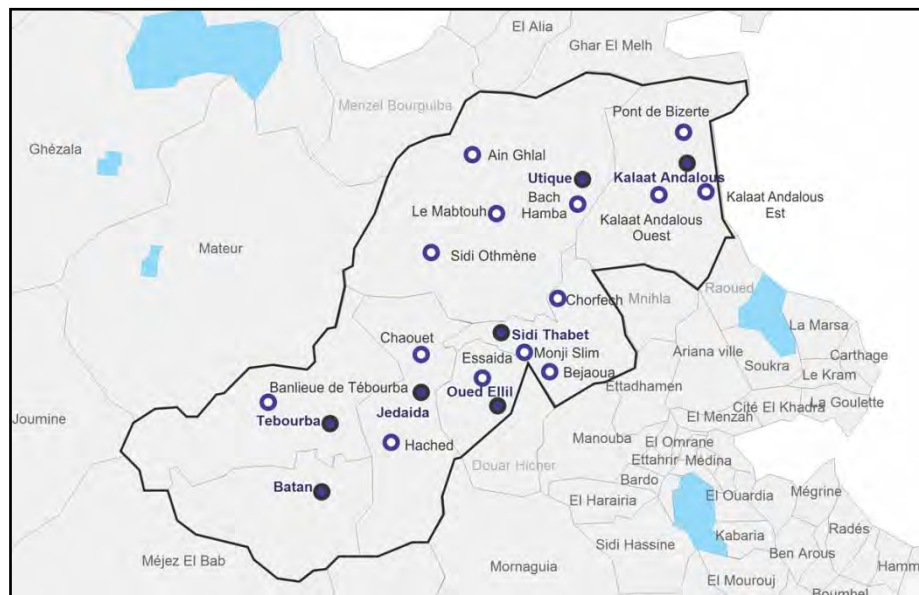 El Alia
Ghar El Melh
Menzel Bourguiba
Pont de Bizerte
Ghézala
Ain Ghlal
Utique
Kalaat Andalous
Bach
Hamba
Kalaat Andalous
Est
Le Mabtouh
Kalaat Andalous
Ouest
Mateur
Sidi Othmène
Raoued
Mnihla
Chorfech
La Marsa
Sidi Thabet
Chaouet
Ariana ville
Monji Slim
Essaida
Carthage
Soukra
Bejaoua
Le Kram
Banlieue de Tébourba
Ettadhamen
Oued Ellil
Jedaida
La Goulette
Cité El Khadra
El Menzah
Joumine
Tebourba
Manouba
El Omrane
Hached
Ettahrir
Médina
Douar Hicher
Bardo
Batan
Mégrine
El Ouardia
El Harairia
Radés
Kabaria
Sidi Hassine
Ben Arous
Méjez El Bab
Mornaguia
Hamm
El Mourouj
Boumhel